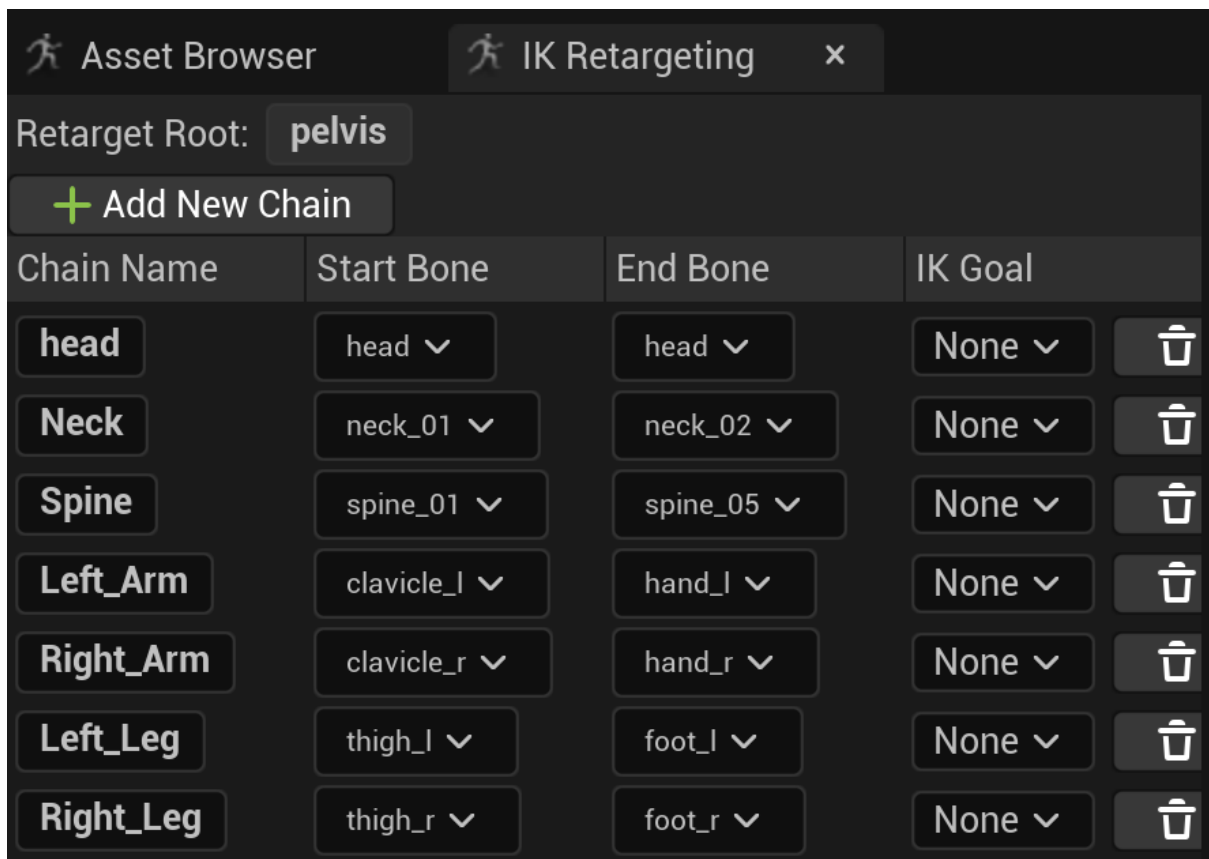 Asset Browser IK Retargeting ×
Retarget Root: pelvis
+ Add New Chain
Chain Name Start Bone End Bone IK Goal
head head head None
Neck neck_01 neck_02 None
Spine spine_01 spine_05 None
Left_Arm clavicle_l hand_l None
Right_Arm clavicle_r hand_r None
Left_Leg thigh_l foot_l None
Right_Leg thigh_r foot_r None